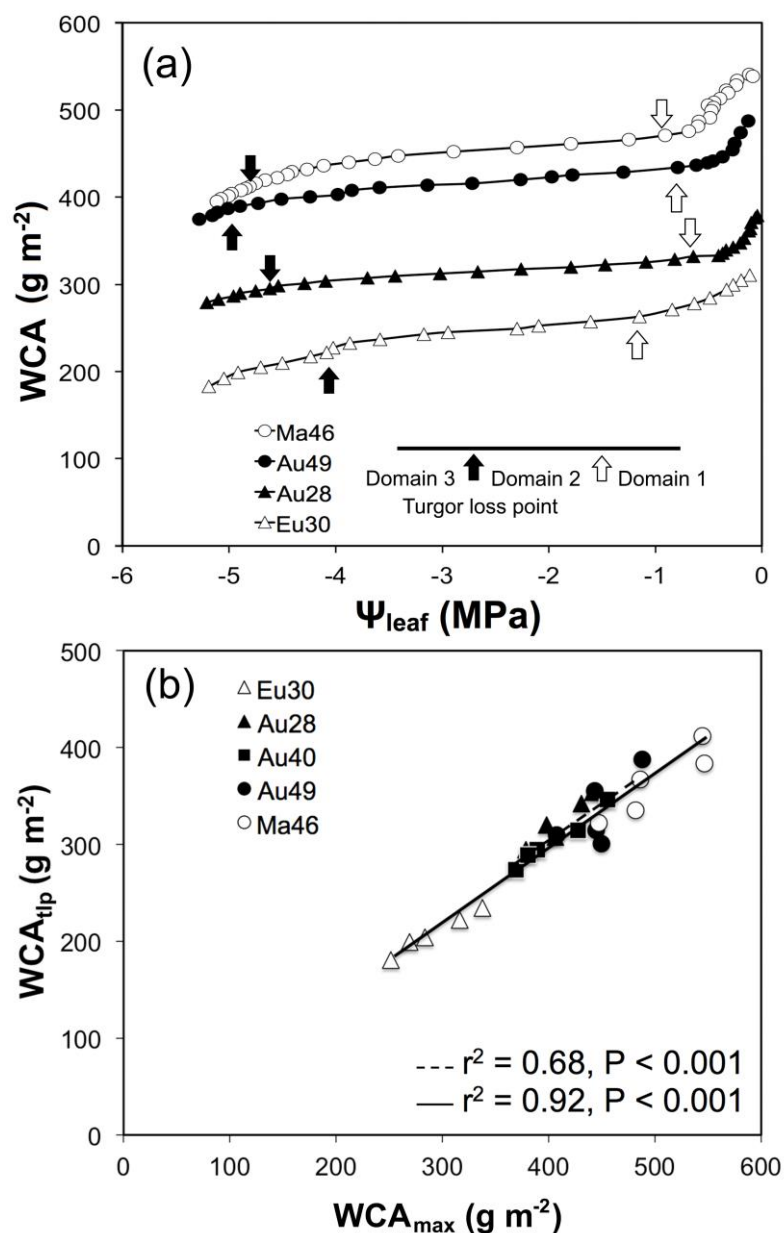 (a)
600
500
400
300
200
100
0
WCA (g m⁻²)
Ma46
Au49
Au28
Eu30
Domain 3 Domain 2 Domain 1
Turgor loss point
-6 -5 -4 -3 -2 -1 0
Ψleaf (MPa)
(b)
500
400
300
200
100
0
WCAtlp (g m⁻²)
Eu30
Au28
Au40
Au49
Ma46
r² = 0.68, P < 0.001
r² = 0.92, P < 0.001
0 100 200 300 400 500 600
WCAmax (g m⁻²)